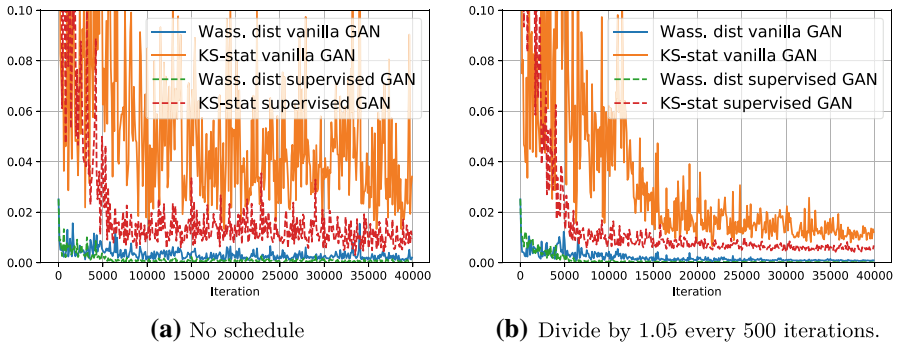 0.10
0.08
0.06
0.04
0.02
0.00
0 5000 10000 15000 20000 25000 30000 35000 40000
Iteration
Wass. dist vanilla GAN
KS-stat vanilla GAN
Wass. dist supervised GAN
KS-stat supervised GAN
(a) No schedule
0.10
0.08
0.06
0.04
0.02
0.00
0 5000 10000 15000 20000 25000 30000 35000 40000
Iteration
Wass. dist vanilla GAN
KS-stat vanilla GAN
Wass. dist supervised GAN
KS-stat supervised GAN
(b) Divide by 1.05 every 500 iterations.